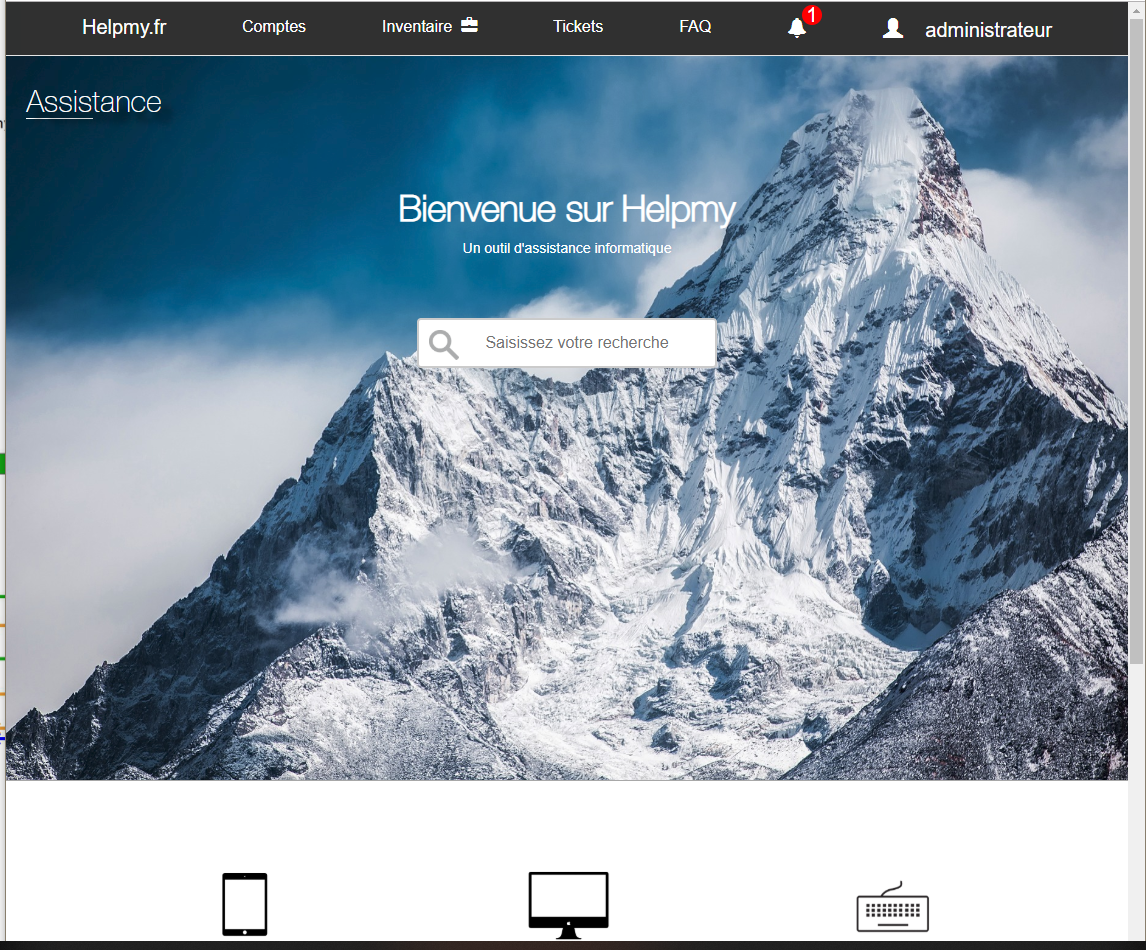 Helpmy.fr Comptes Inventaire Tickets FAQ 1 administrateur
Assistance
Bienvenue sur Helpmy
Un outil d'assistance informatique
Saisissez votre recherche